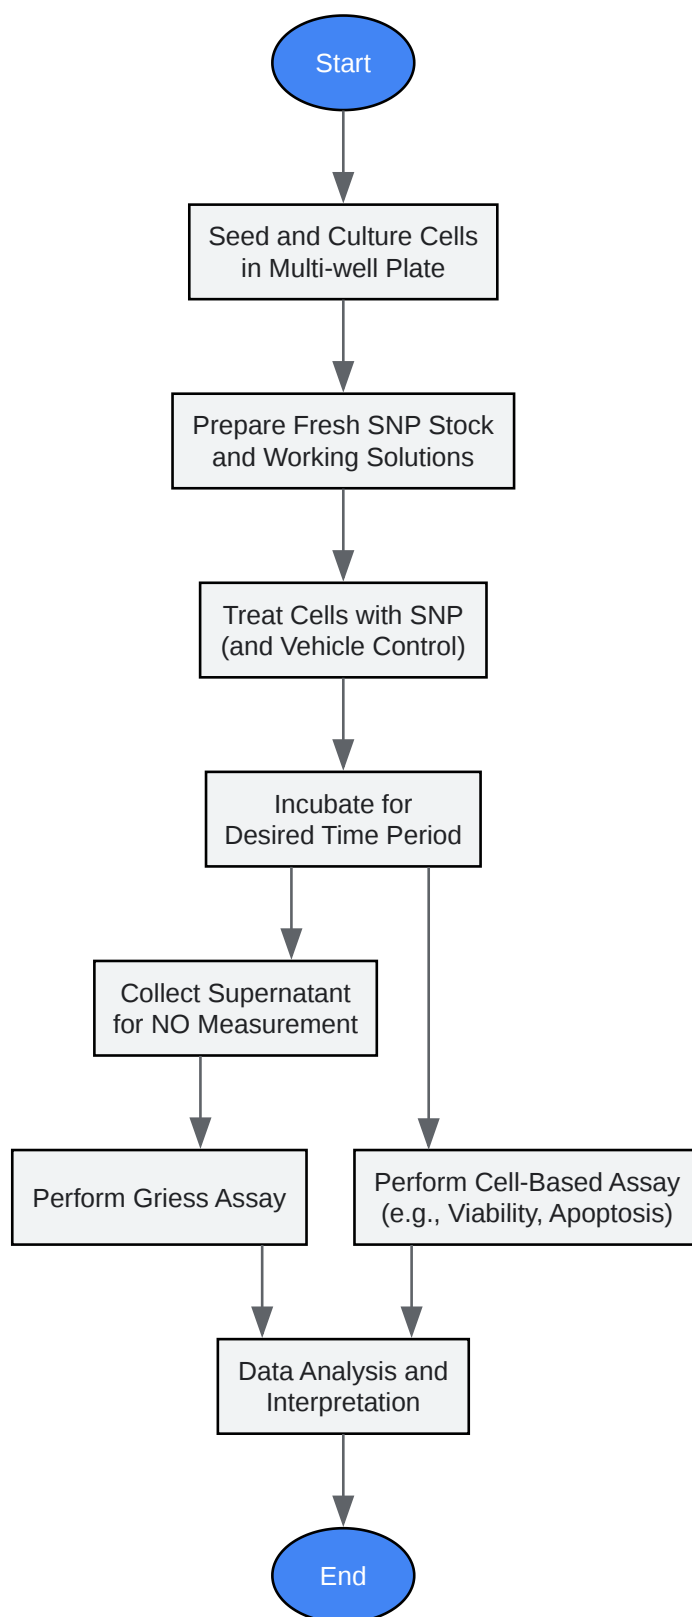 Start
Seed and Culture Cells
in Multi-well Plate
Prepare Fresh SNP Stock
and Working Solutions
Treat Cells with SNP
(and Vehicle Control)
Incubate for
Desired Time Period
Collect Supernatant
for NO Measurement
Perform Griess Assay
Perform Cell-Based Assay
(e.g., Viability, Apoptosis)
Data Analysis and
Interpretation
End